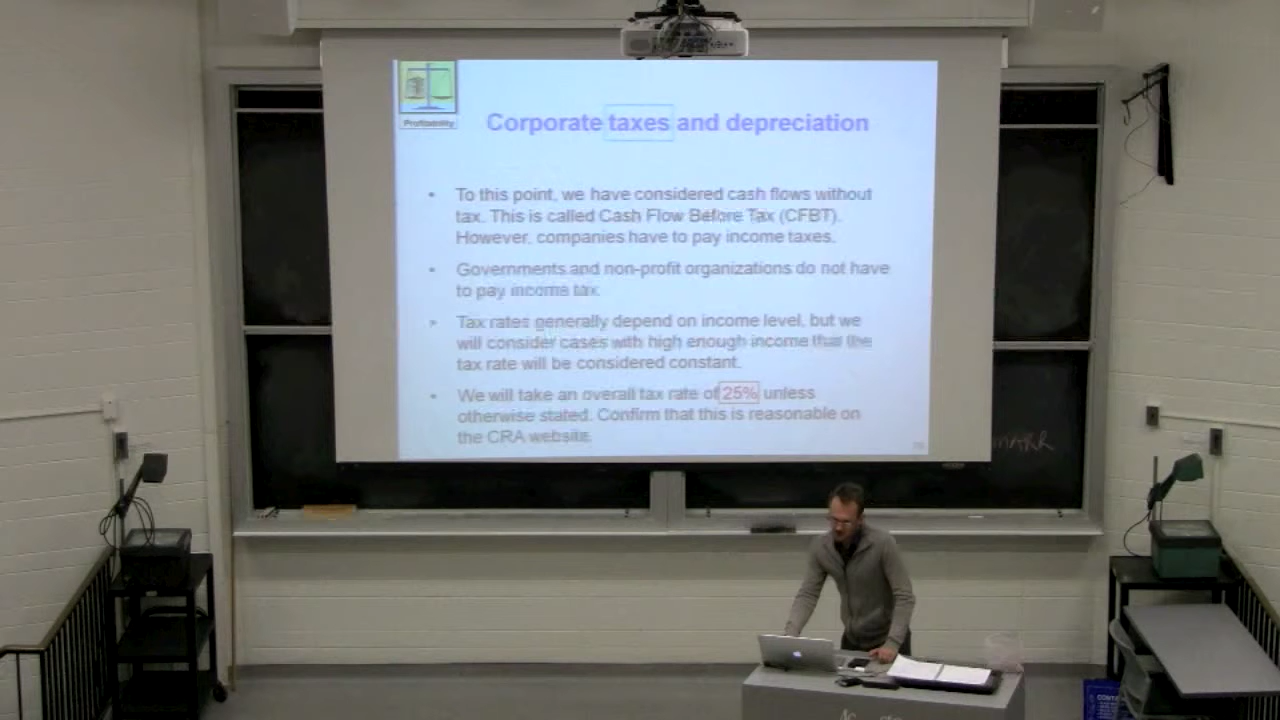 Profitability
Corporate taxes and depreciation
• To this point, we have considered cash flows without
tax. This is called Cash Flow Before Tax (CFBT).
However, companies have to pay income taxes.
• Governments and non-profit organizations do not have
to pay income tax.
• Tax rates generally depend on income level, but we
will consider cases with high enough income that the
tax rate will be considered constant.
• We will take an overall tax rate of 25% unless
otherwise stated. Confirm that this is reasonable on
the CRA website.
MARR